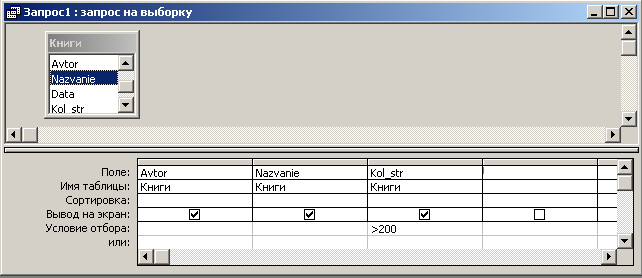 Запрос1 : запрос на выборку
Книги
Avtor
Nazvanie
Data
Kol_str
Поле: Avtor Nazvanie Kol_str
Имя таблицы: Книги Книги Книги
Сортировка:
Вывод на экран:
Условие отбора: >200
или: